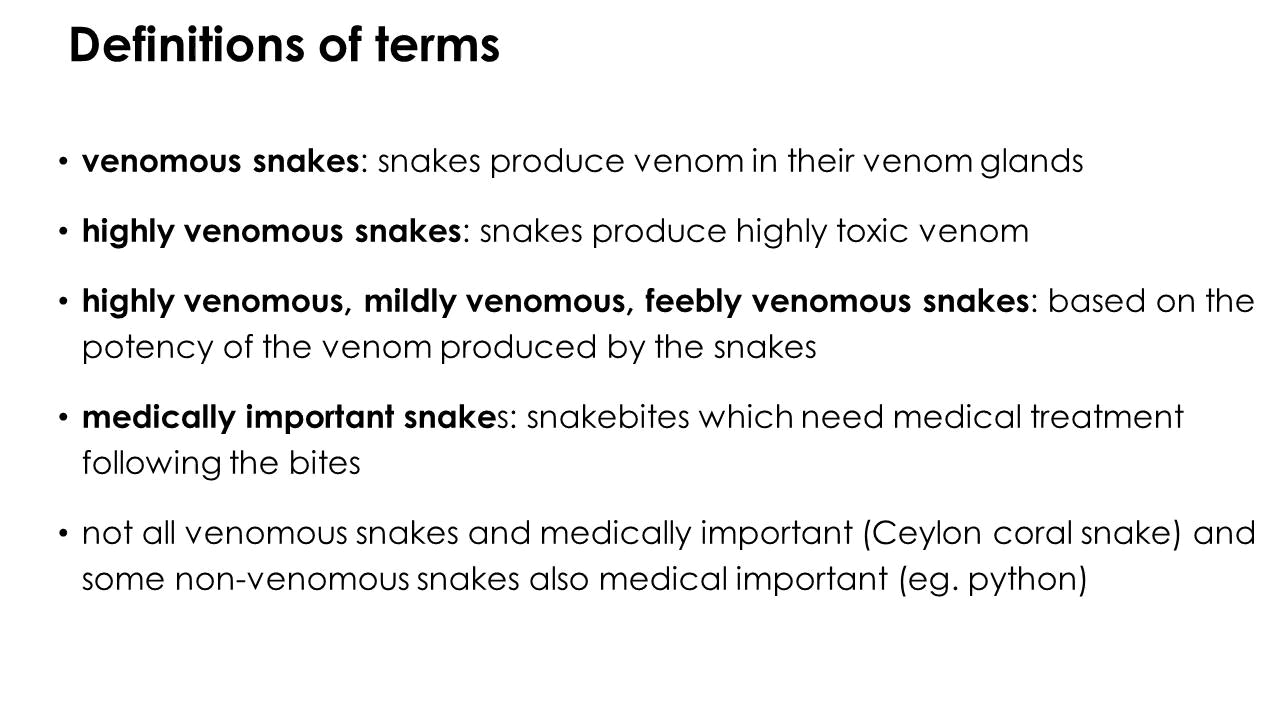 Definitions of terms
• venomous snakes: snakes produce venom in their venom glands
• highly venomous snakes: snakes produce highly toxic venom
• highly venomous, mildly venomous, feebly venomous snakes: based on the
potency of the venom produced by the snakes
• medically important snakes: snakebites which need medical treatment
following the bites
• not all venomous snakes and medically important (Ceylon coral snake) and
some non-venomous snakes also medical important (eg. python)